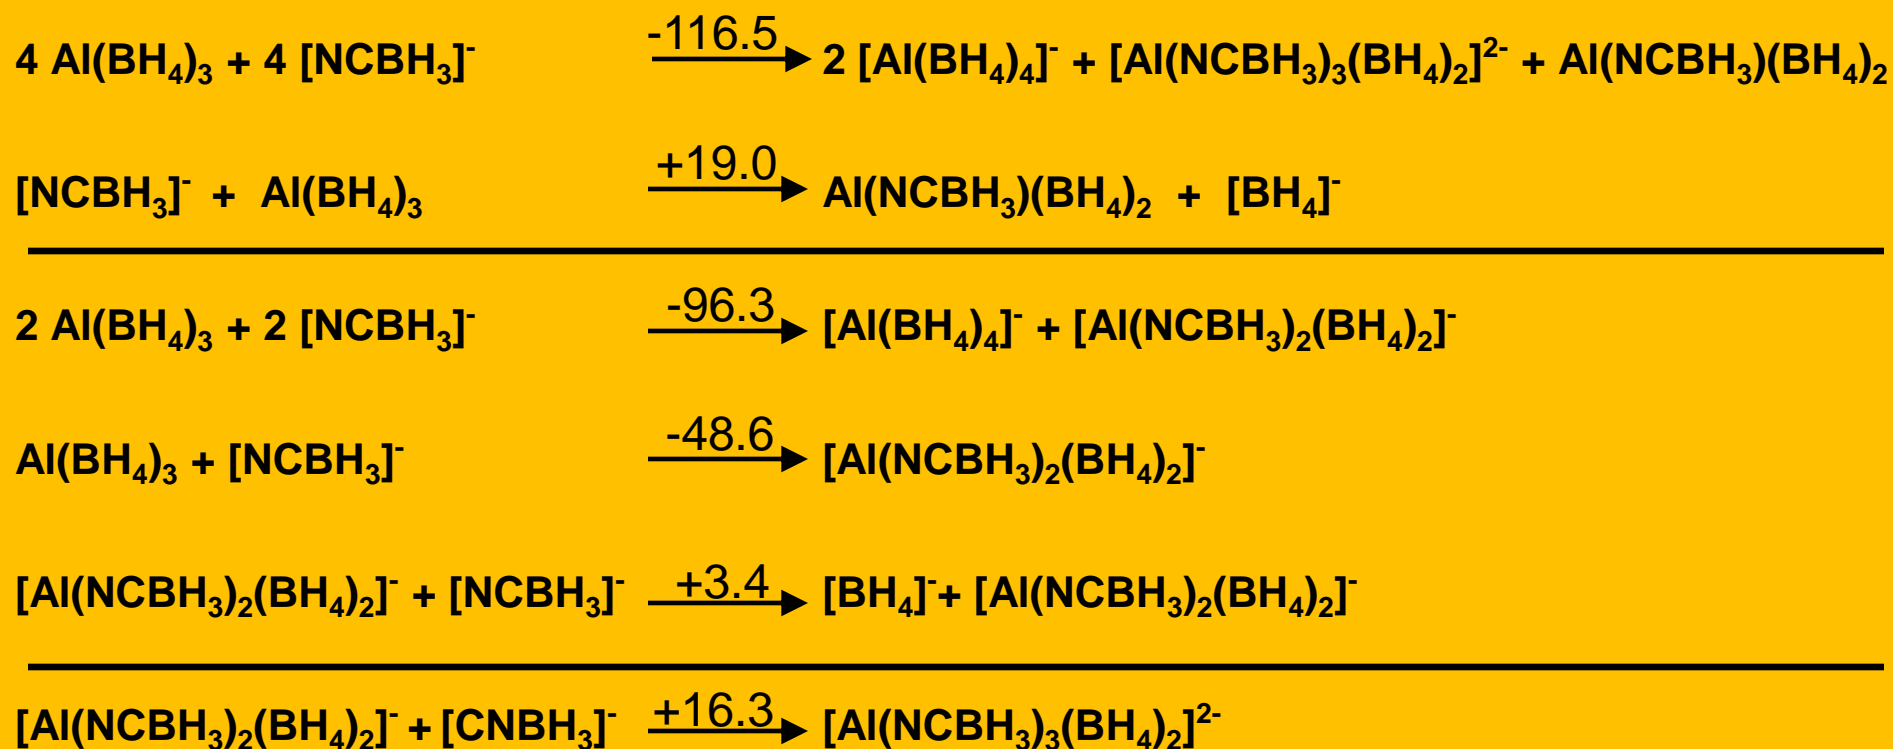 4 Al(BH₄)₃ + 4 [NCBH₃]⁻ -116.5 2 [Al(BH₄)₄]⁻ + [Al(NCBH₃)₃(BH₄)₂]²⁻ + Al(NCBH₃)(BH₄)₂
[NCBH₃]⁻ + Al(BH₄)₃ +19.0 Al(NCBH₃)(BH₄)₂ + [BH₄]⁻
2 Al(BH₄)₃ + 2 [NCBH₃]⁻ -96.3 [Al(BH₄)₄]⁻ + [Al(NCBH₃)₂(BH₄)₂]⁻
Al(BH₄)₃ + [NCBH₃]⁻ -48.6 [Al(NCBH₃)₂(BH₄)₂]⁻
[Al(NCBH₃)₂(BH₄)₂]⁻ + [NCBH₃]⁻ +3.4 [BH₄]⁻+ [Al(NCBH₃)₂(BH₄)₂]⁻
[Al(NCBH₃)₂(BH₄)₂]⁻ + [CNBH₃]⁻ +16.3 [Al(NCBH₃)₃(BH₄)₂]²⁻